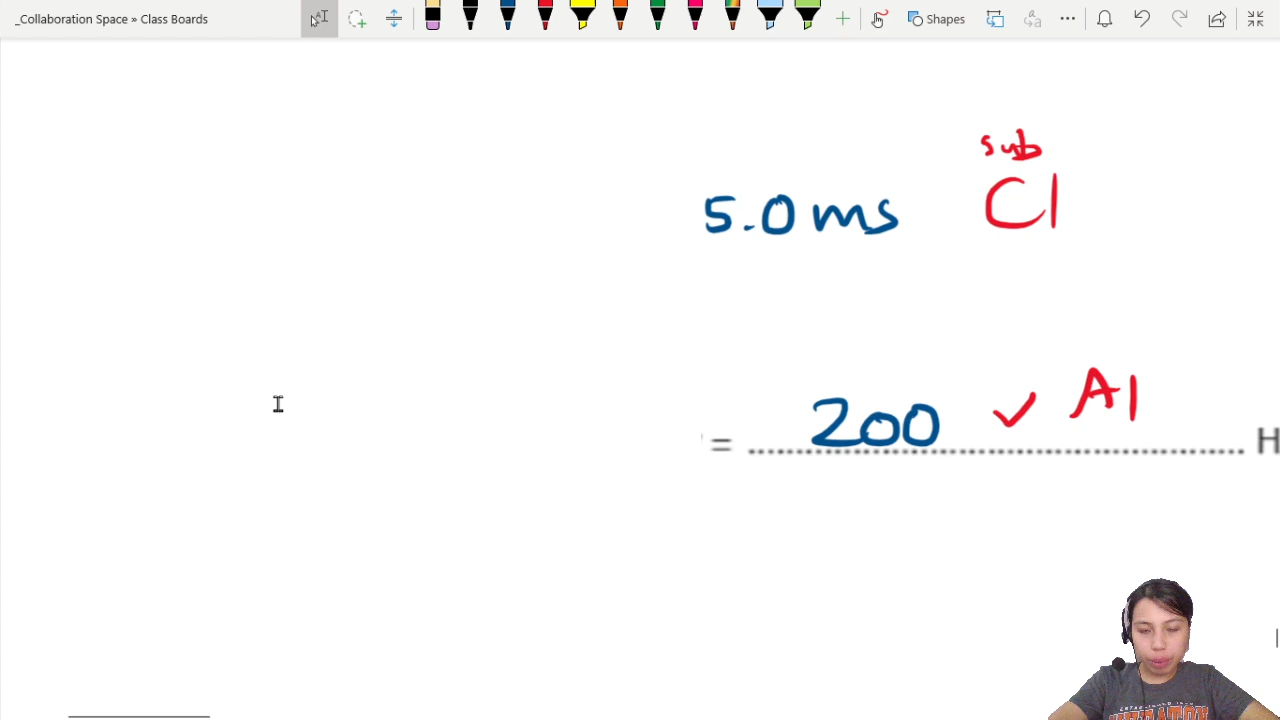 _Collaboration Space » Class Boards
Shapes
sub
5.0 ms C1
200 ✓ A1
= .................................................. H